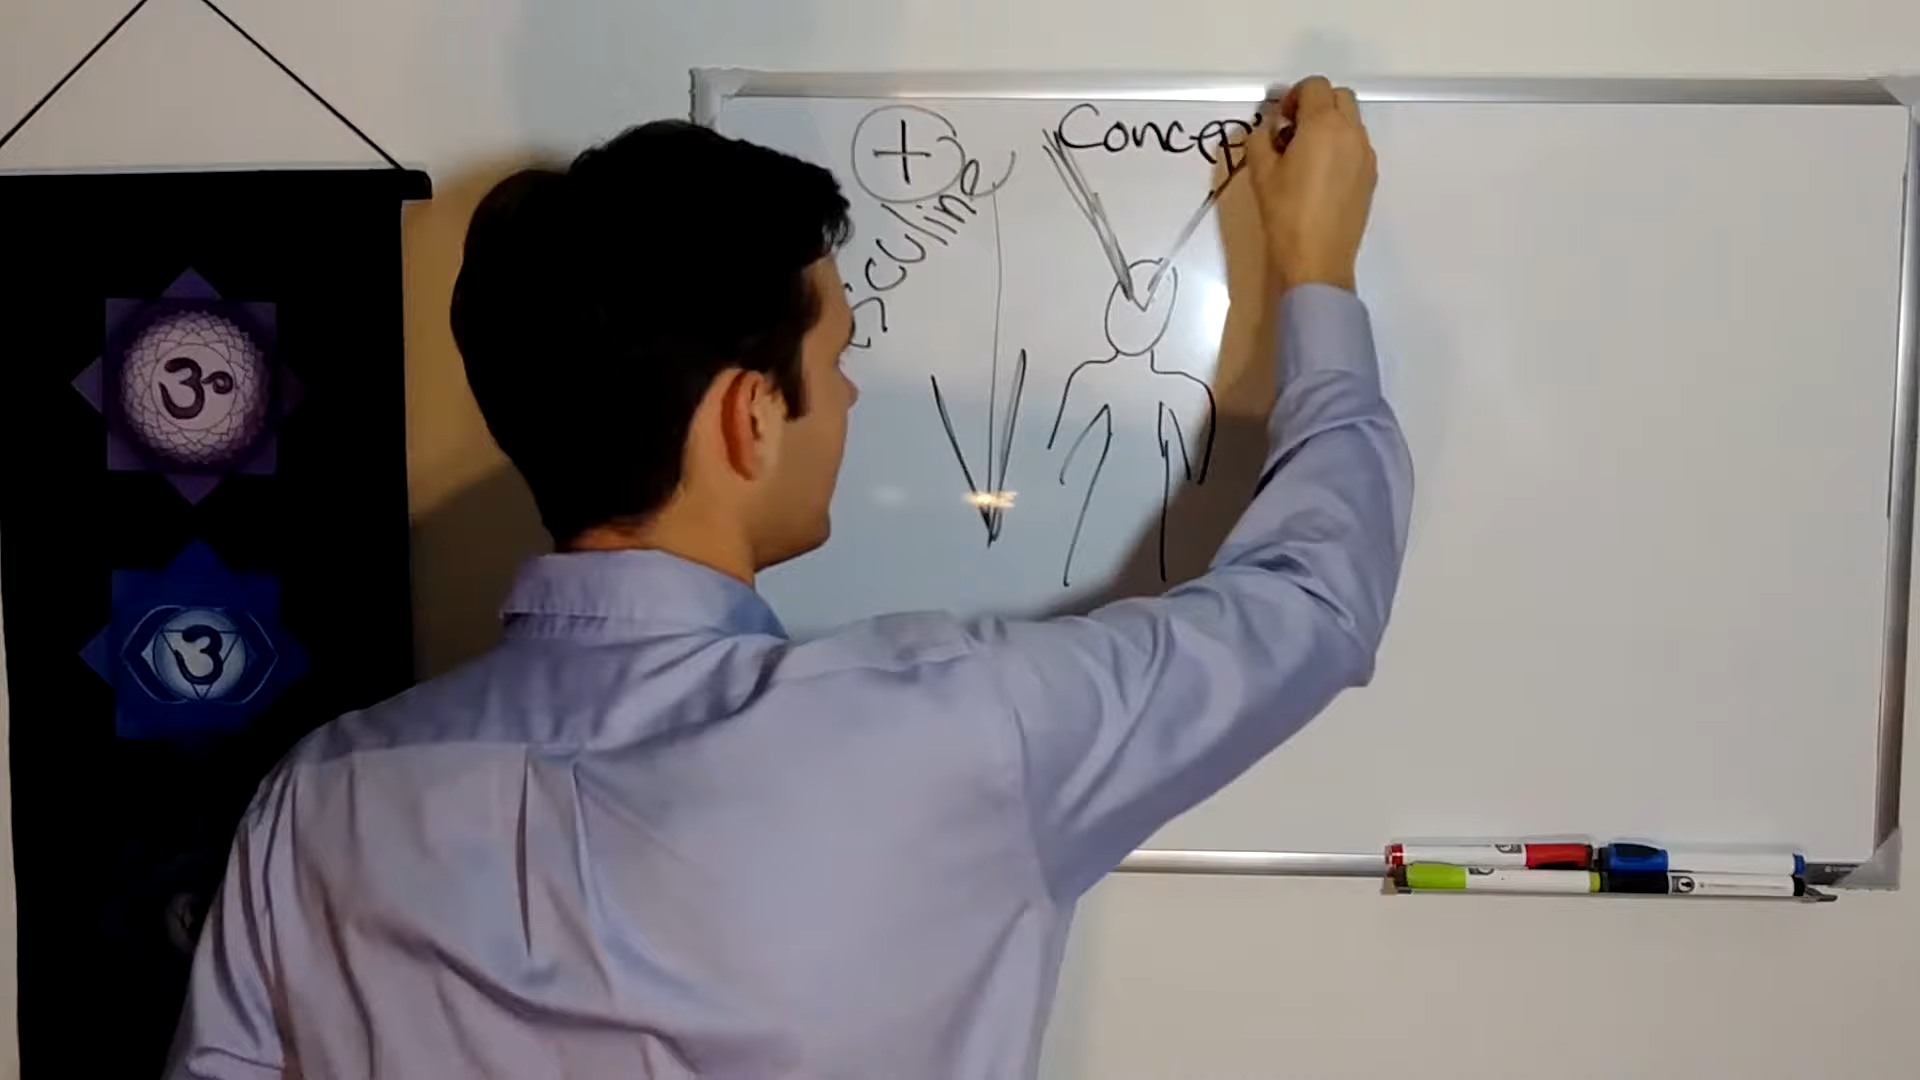 +
Concep
sculine
ॐ
ॐ